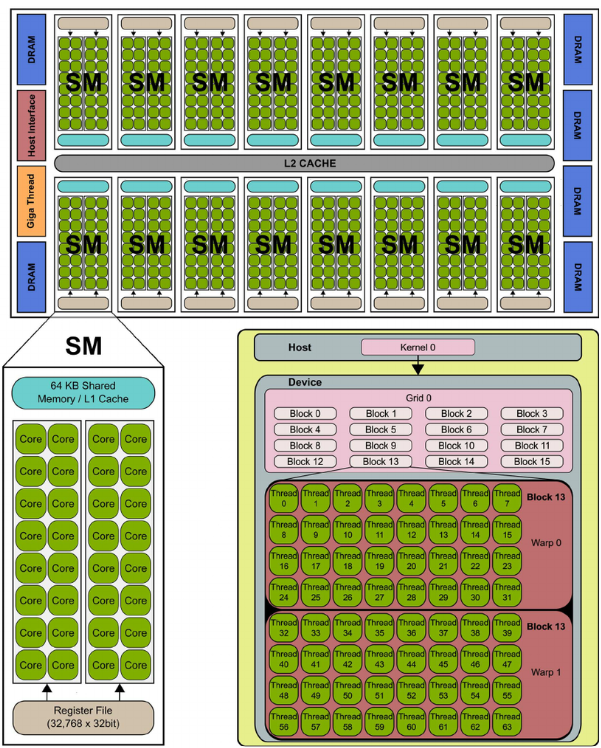 DRAM
Host Interface
Giga Thread
DRAM
SM SM SM SM SM SM SM SM
L2 CACHE
SM SM SM SM SM SM SM SM
DRAM
DRAM
DRAM
DRAM
SM
64 KB Shared
Memory / L1 Cache
Core Core Core Core
Core Core Core Core
Core Core Core Core
Core Core Core Core
Core Core Core Core
Core Core Core Core
Core Core Core Core
Core Core Core Core
Register File
(32,768 x 32bit)
Host
Kernel 0
Device
Grid 0
Block 0 Block 1 Block 2 Block 3
Block 4 Block 5 Block 6 Block 7
Block 8 Block 9 Block 10 Block 11
Block 12 Block 13 Block 14 Block 15
Thread Thread Thread Thread Thread Thread Thread Thread
0 1 2 3 4 5 6 7
Block 13
Thread Thread Thread Thread Thread Thread Thread Thread
8 9 10 11 12 13 14 15
Warp 0
Thread Thread Thread Thread Thread Thread Thread Thread
16 17 18 19 20 21 22 23
Thread Thread Thread Thread Thread Thread Thread Thread
24 25 26 27 28 29 30 31
Thread Thread Thread Thread Thread Thread Thread Thread
32 33 34 35 36 37 38 39
Block 13
Thread Thread Thread Thread Thread Thread Thread Thread
40 41 42 43 44 45 46 47
Warp 1
Thread Thread Thread Thread Thread Thread Thread Thread
48 49 50 51 52 53 54 55
Thread Thread Thread Thread Thread Thread Thread Thread
56 57 58 59 60 61 62 63